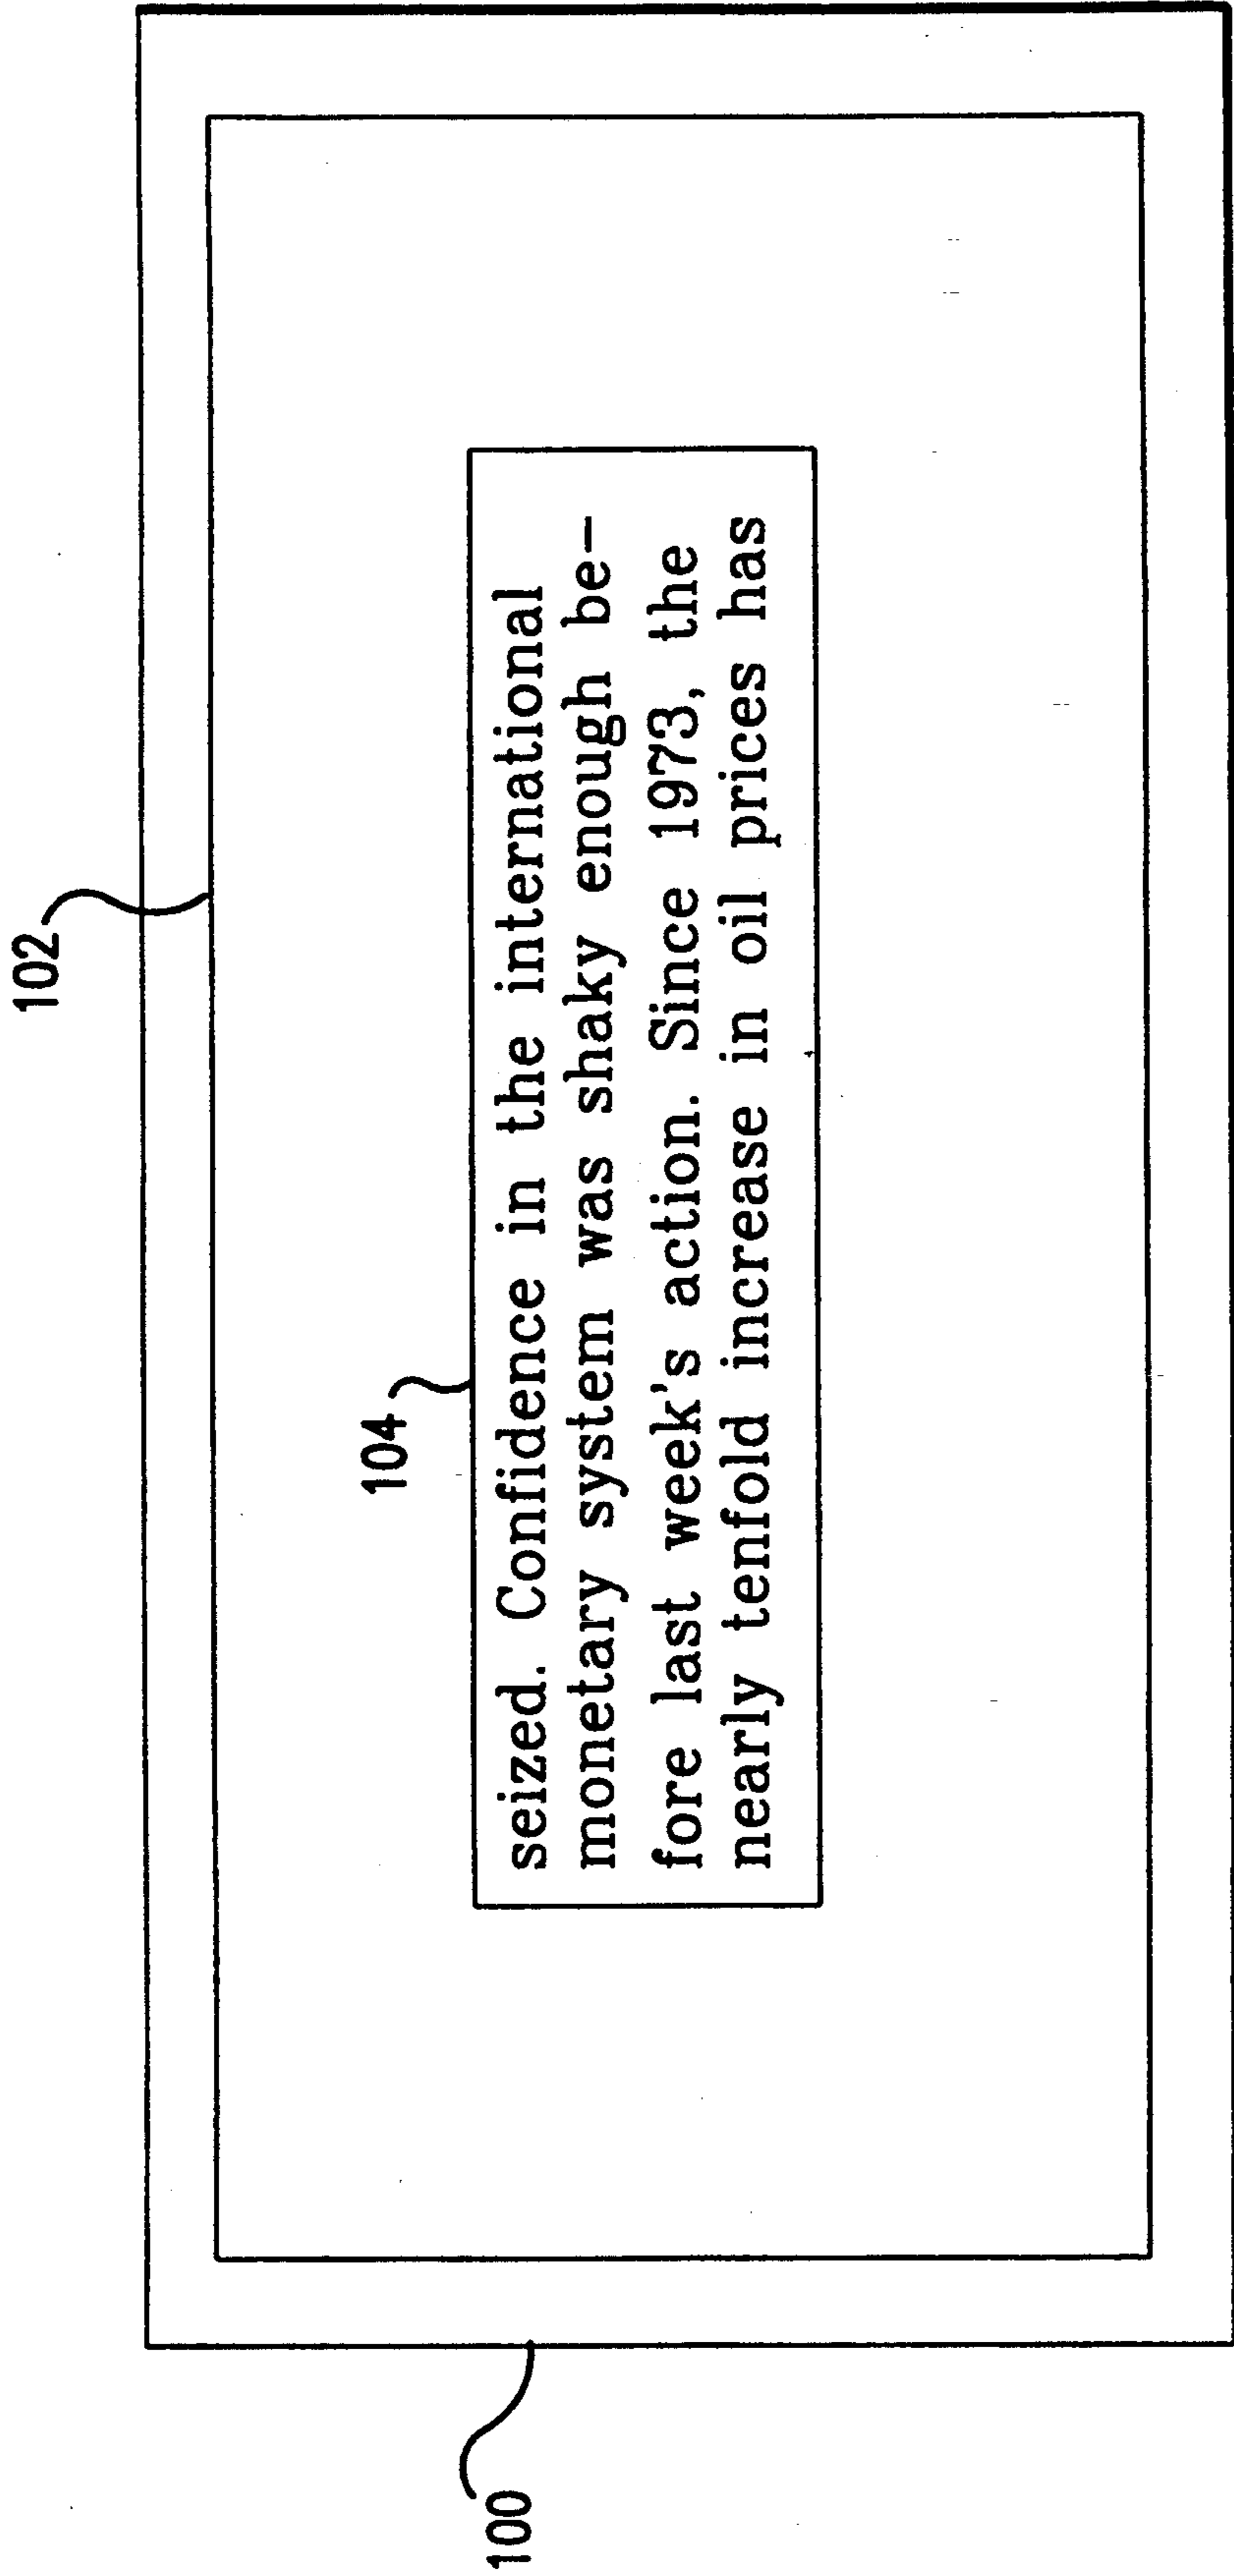 102
104
seized. Confidence in the international
monetary system was shaky enough be-
fore last week's action. Since 1973, the
nearly tenfold increase in oil prices has
100